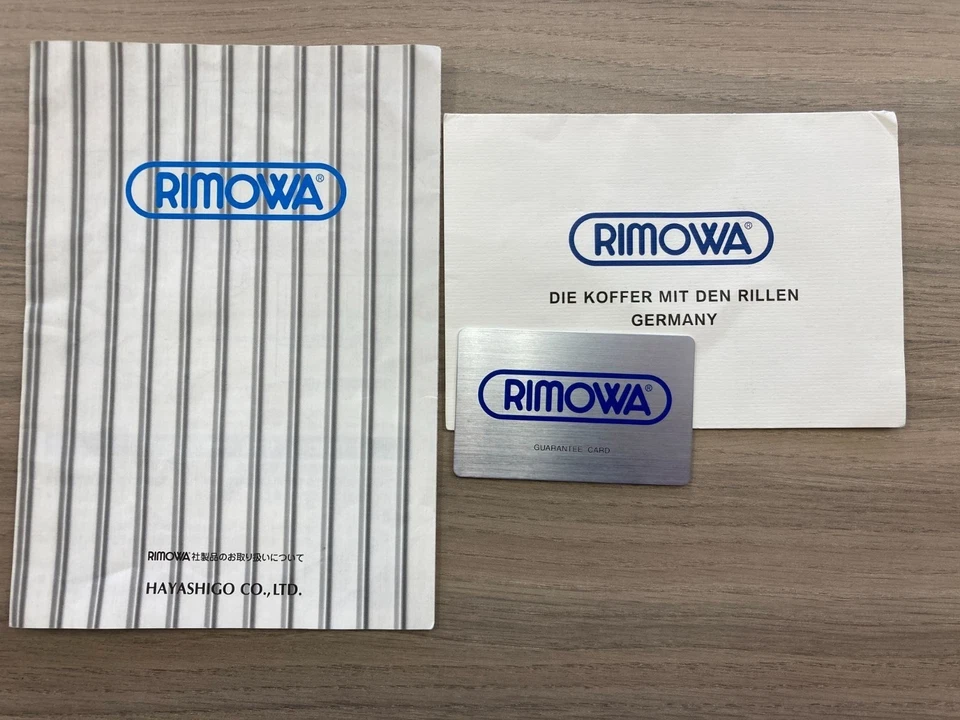 RIMOWA®
RIMOWA社製品のお取り扱いについて
HAYASHIGO CO.,LTD.
RIMOWA®
DIE KOFFER MIT DEN RILLEN
GERMANY
RIMOWA®
GUARANTEE CARD